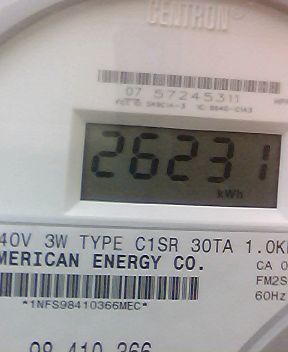 CENTRON
07 57245311
26231
kWh
40V 3W TYPE C1SR 30TA 1.0K
MERICAN ENERGY CO.
CA 0
FM2S
60Hz
*1NFS98410366MEC*
98 410 366